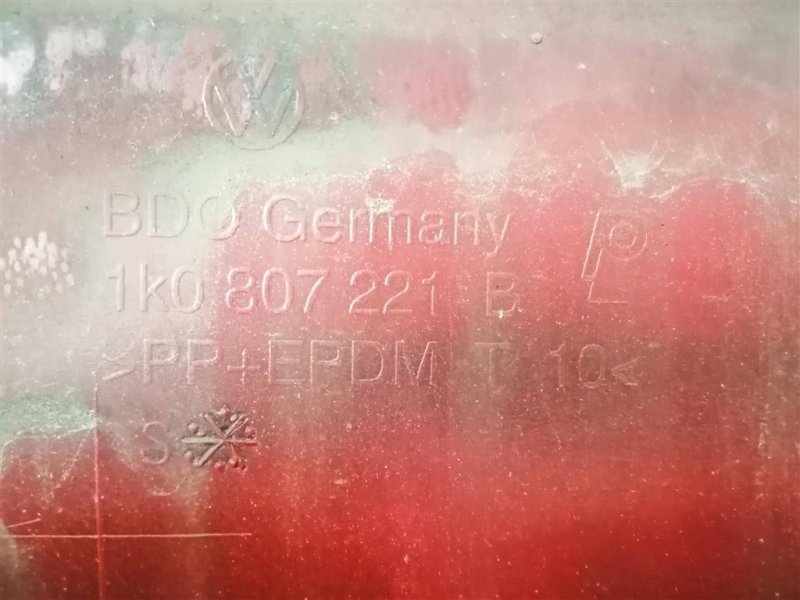 BDO Germany
1k0 807 221 B
>PP+EPDM T 10<
S